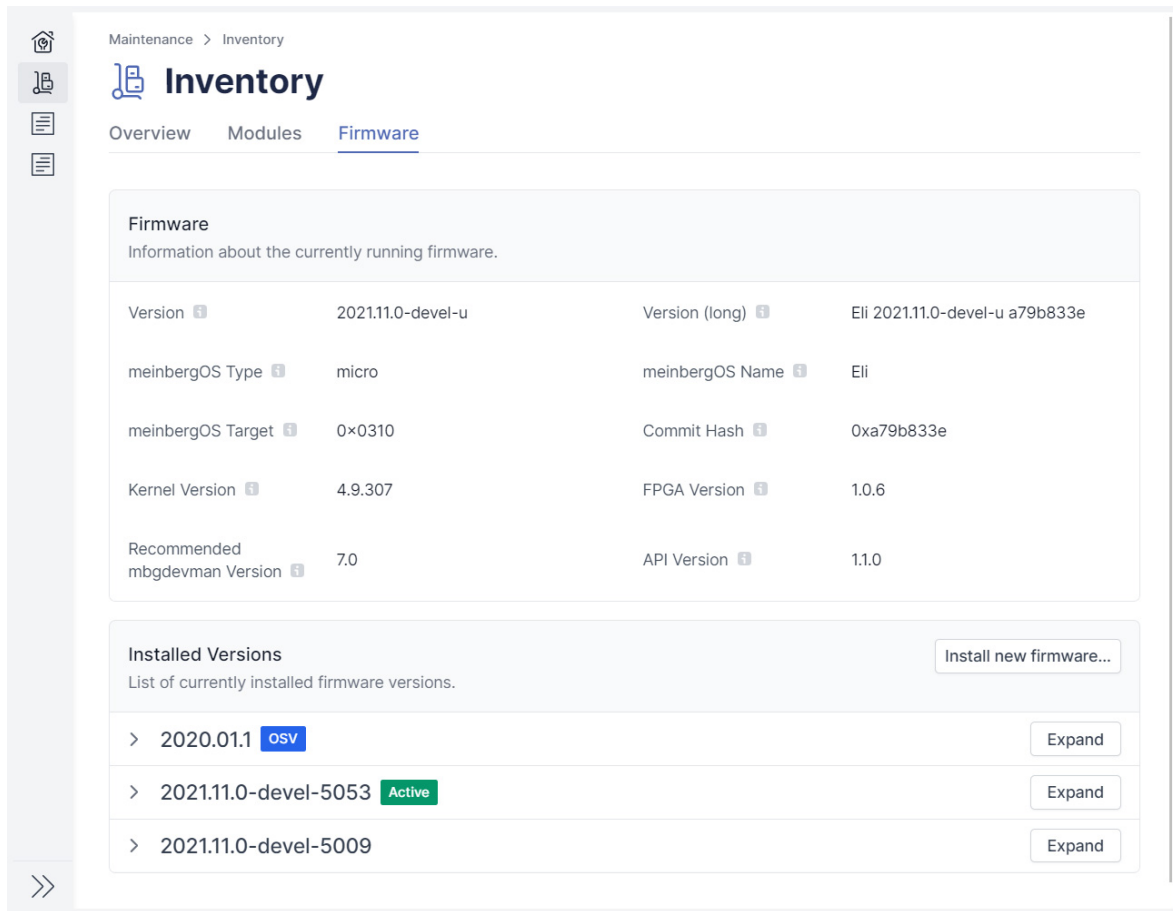 Maintenance > Inventory
Inventory
Overview Modules Firmware
Firmware
Information about the currently running firmware.
Version 2021.11.0-devel-u Version (long) Eli 2021.11.0-devel-u a79b833e
meinbergOS Type micro meinbergOS Name Eli
meinbergOS Target 0×0310 Commit Hash 0xa79b833e
Kernel Version 4.9.307 FPGA Version 1.0.6
Recommended
mbgdevman Version 7.0 API Version 1.1.0
Installed Versions Install new firmware...
List of currently installed firmware versions.
2020.01.1 OSV Expand
2021.11.0-devel-5053 Active Expand
2021.11.0-devel-5009 Expand